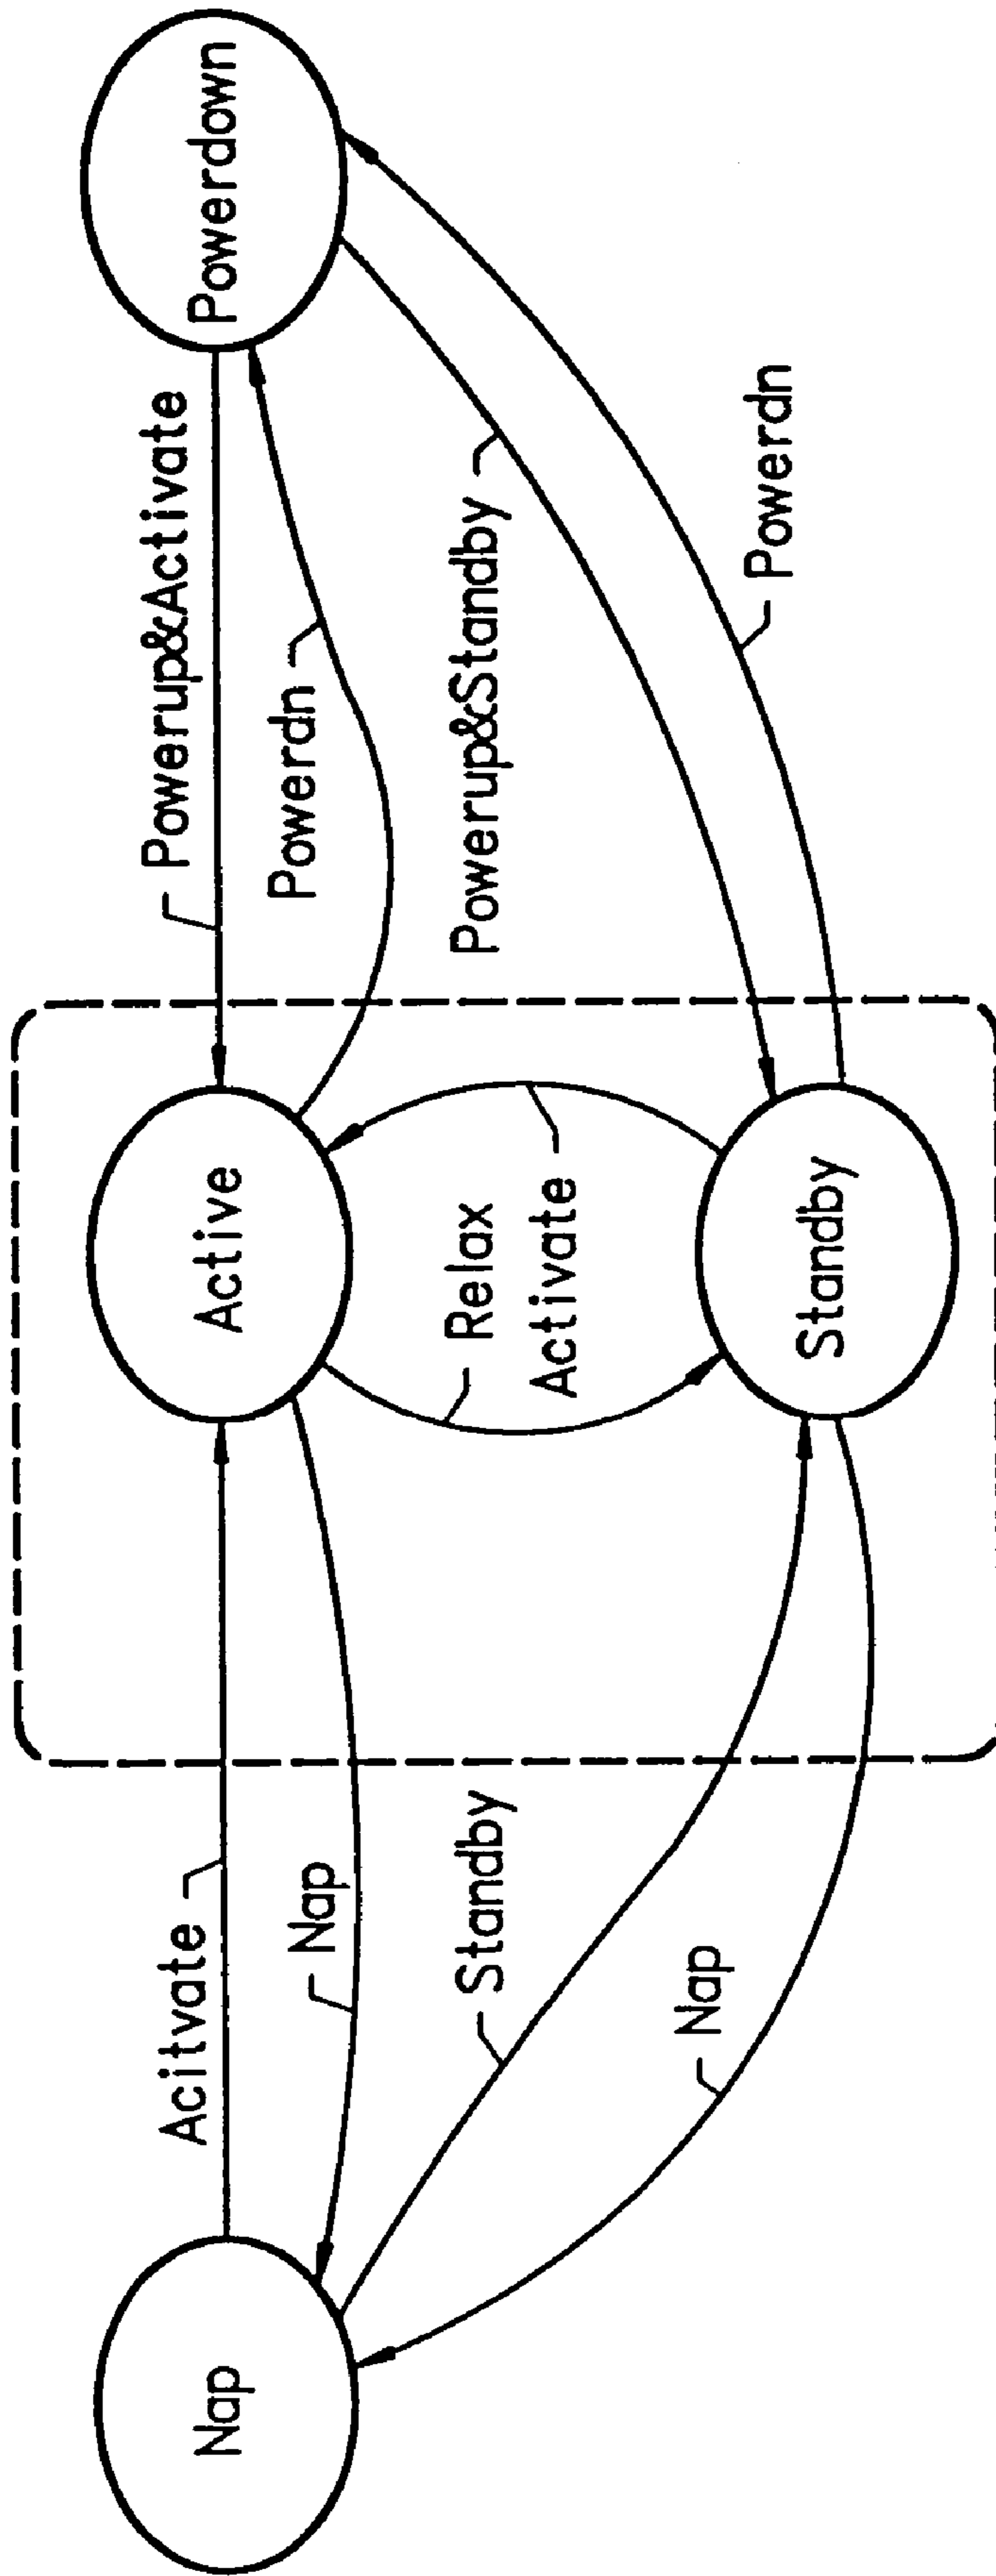 Acitvate
Powerup&Activate
Nap
Active
Powerdown
Nap
Powerdn
Relax
Activate
Standby
Powerup&Standby
Nap
Standby
Powerdn